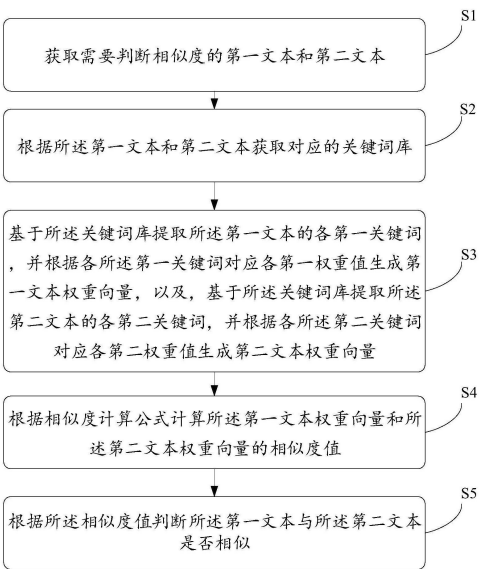 S1
获取需要判断相似度的第一文本和第二文本
S2
根据所述第一文本和第二文本获取对应的关键词库
基于所述关键词库提取所述第一文本的各第一关键词
，并根据各所述第一关键词对应各第一权重值生成第
S3
一文本权重向量，以及，基于所述关键词库提取所述
第二文本的各第二关键词，并根据各所述第二关键词
对应各第二权重值生成第二文本权重向量
S4
根据相似度计算公式计算所述第一文本权重向量和所
述第二文本权重向量的相似度值
S5
根据所述相似度值判断所述第一文本与所述第二文本
是否相似